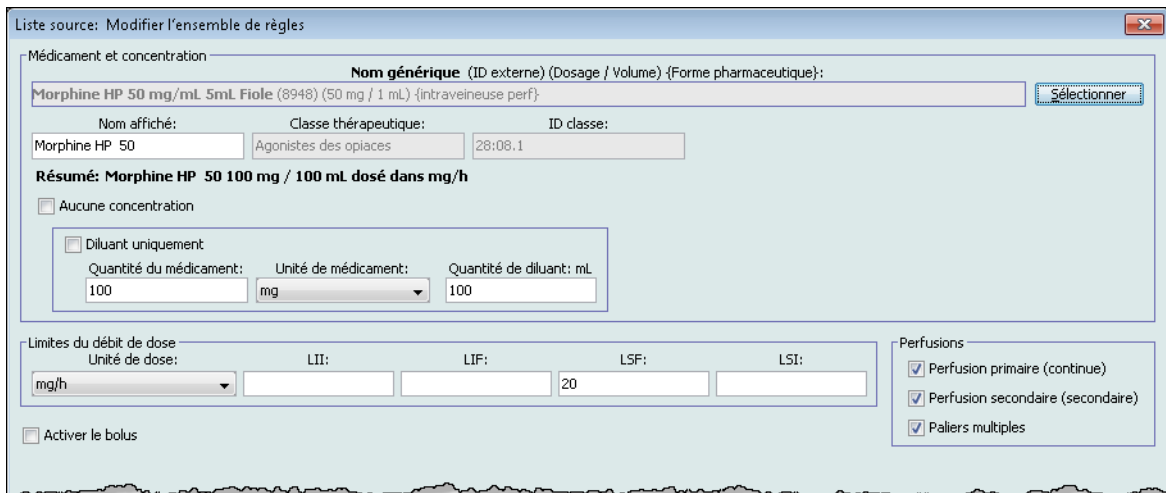 Liste source: Modifier l'ensemble de règles
Médicament et concentration
Nom générique (ID externe) (Dosage / Volume) {Forme pharmaceutique}:
Morphine HP 50 mg/mL 5mL Fiole (8948) (50 mg / 1 mL) {intraveineuse perf}
Sélectionner
Nom affiché: Classe thérapeutique: ID classe:
Morphine HP 50 Agonistes des opiaces 28:08.1
Résumé: Morphine HP 50 100 mg / 100 mL dosé dans mg/h
Aucune concentration
Diluant uniquement
Quantité du médicament: Unité de médicament: Quantité de diluant: mL
100 mg 100
Limites du débit de dose
Unité de dose: LII: LIF: LSF: LSI:
mg/h 20
Activer le bolus
Perfusions
Perfusion primaire (continue)
Perfusion secondaire (secondaire)
Paliers multiples